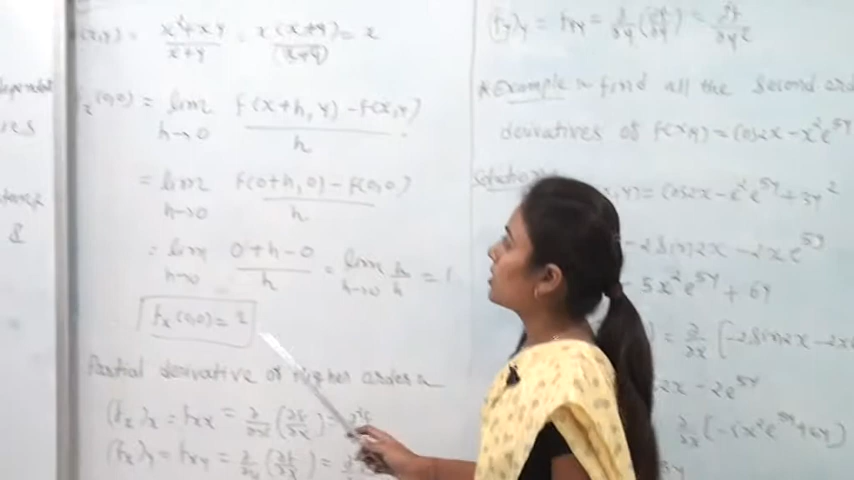 ependent
f(x,y) = x²+xy / x+y = x(x+y) / (x+y) = x
fx(0,0) = lim h→0 f(x+h, y) - f(x,y) / h
= lim h→0 f(0+h,0) - f(0,0) / h
= lim h→0 0+h-0 / h = lim h→0 h/h = 1
fx(0,0) =
Partial derivative of Higher orders
(fx)x = fxx = ∂/∂x (∂f/∂x) =
(fx)y = fxy = ∂/∂y (∂f/∂x) =
(fy)y = fyy = ∂/∂y (∂f/∂y) = ∂²f/∂y²
Example find all the second ord
derivatives of f(x,y) = cos2x - x²e^5y
Solution x,y) = cos2x - x²e^5y + 3y²
-2sin2x - 2xe^5y
- 5x²e^5y + 6y
= ∂/∂x [-2sin2x - 2x
2x - 2e^5y
∂/∂x (-5x²e^5y + 6y)